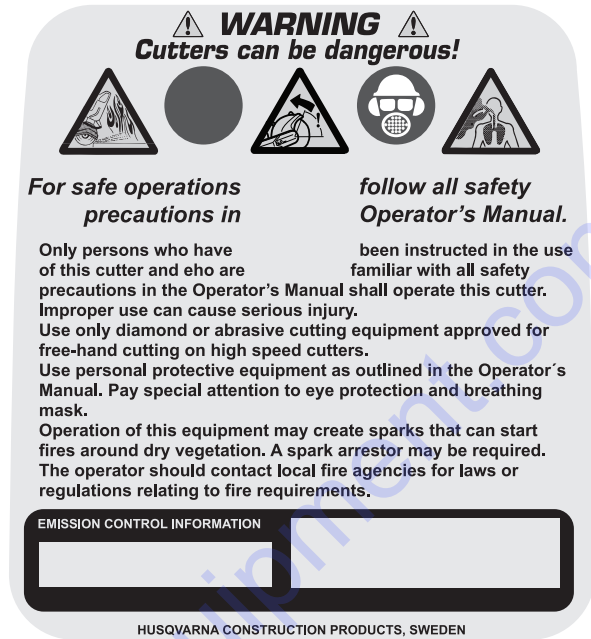 WARNING
Cutters can be dangerous!
For safe operations follow all safety
precautions in Operator's Manual.
Only persons who have been instructed in the use
of this cutter and eho are familiar with all safety
precautions in the Operator's Manual shall operate this cutter.
Improper use can cause serious injury.
Use only diamond or abrasive cutting equipment approved for
free-hand cutting on high speed cutters.
Use personal protective equipment as outlined in the Operator´s
Manual. Pay special attention to eye protection and breathing
mask.
Operation of this equipment may create sparks that can start
fires around dry vegetation. A spark arrestor may be required.
The operator should contact local fire agencies for laws or
regulations relating to fire requirements.
EMISSION CONTROL INFORMATION
HUSQVARNA CONSTRUCTION PRODUCTS, SWEDEN